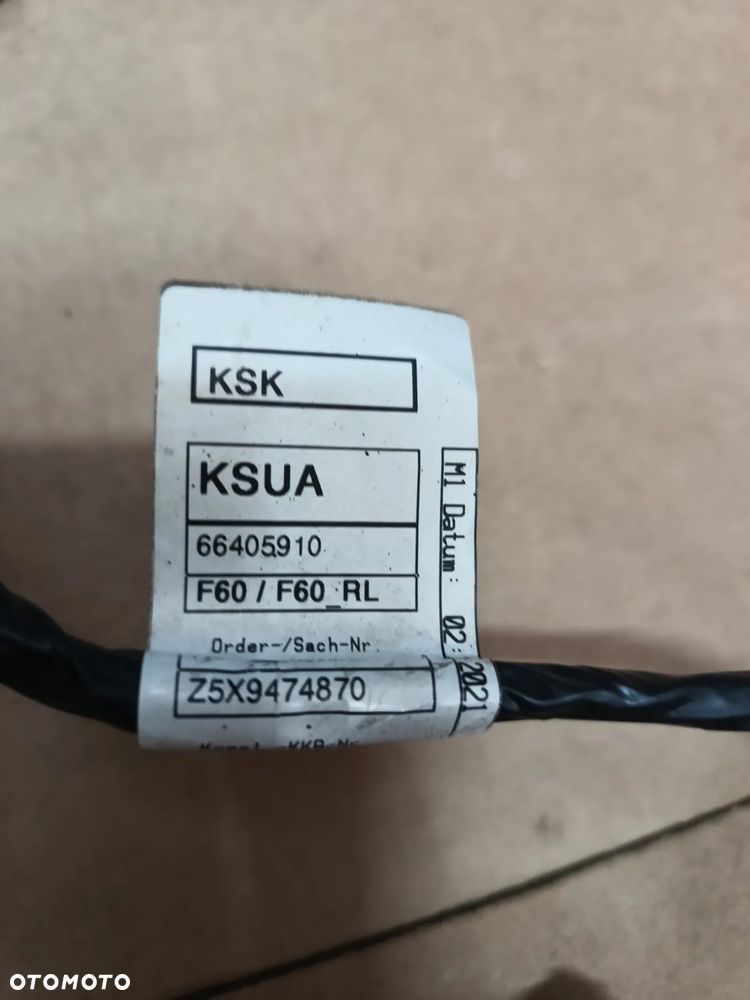 KSK
KSUA
66405910
F60 / F60_RL
Order-/Sach-Nr.
Z5X9474870
M1 Datum: 02.2021
OTOMOTO